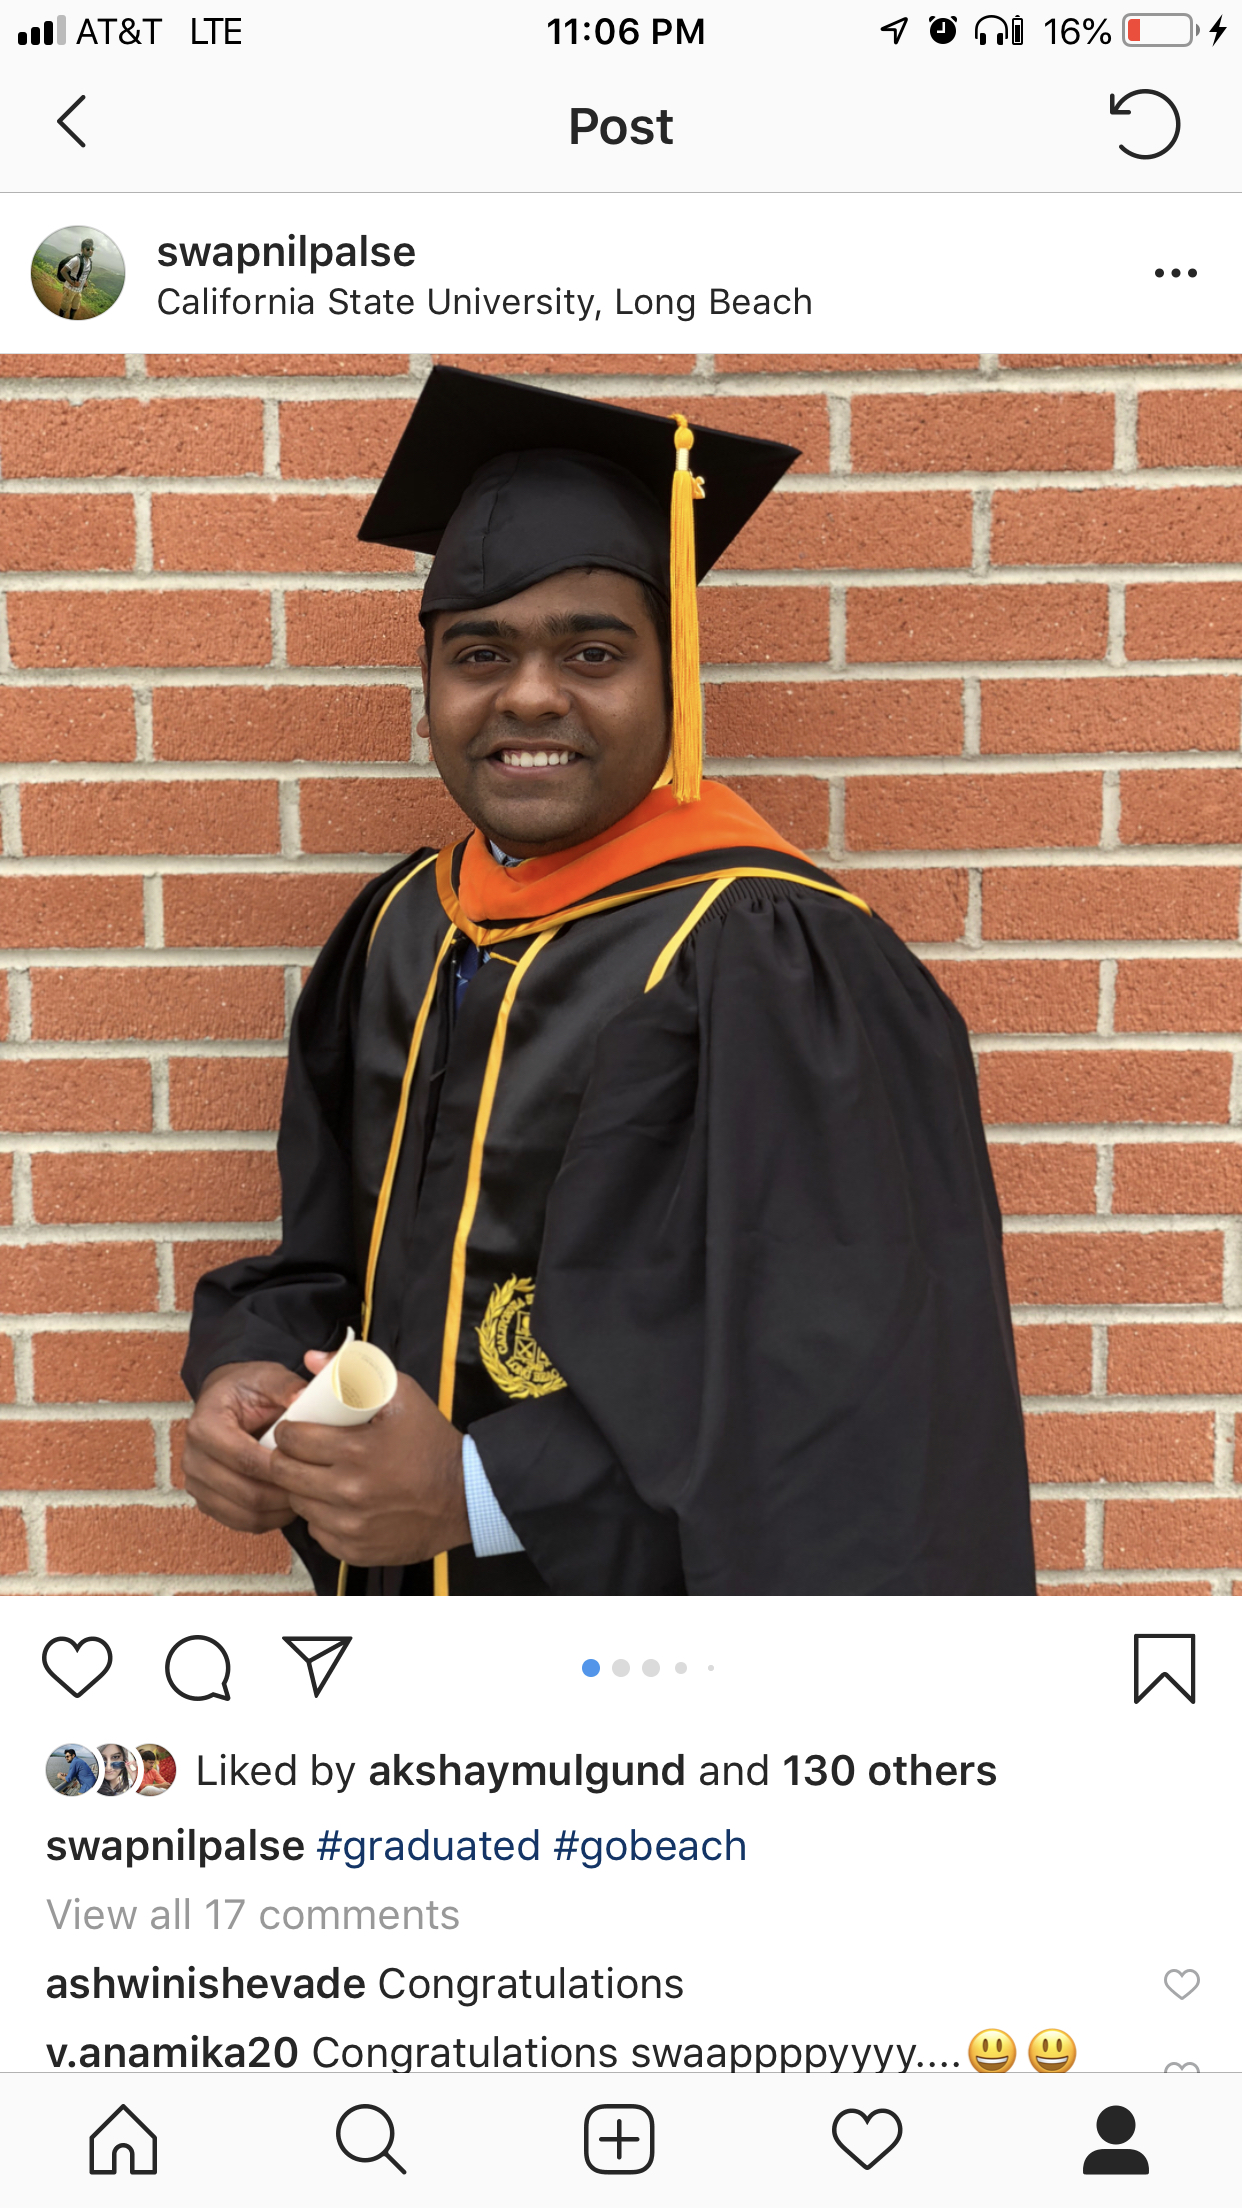 AT&T LTE 11:06 PM 16%
Post
swapnilpalse
California State University, Long Beach
Liked by akshaymulgund and 130 others
swapnilpalse #graduated #gobeach
View all 17 comments
ashwinishevade Congratulations
v.anamika20 Congratulations swaappppyyyy....😃 😃